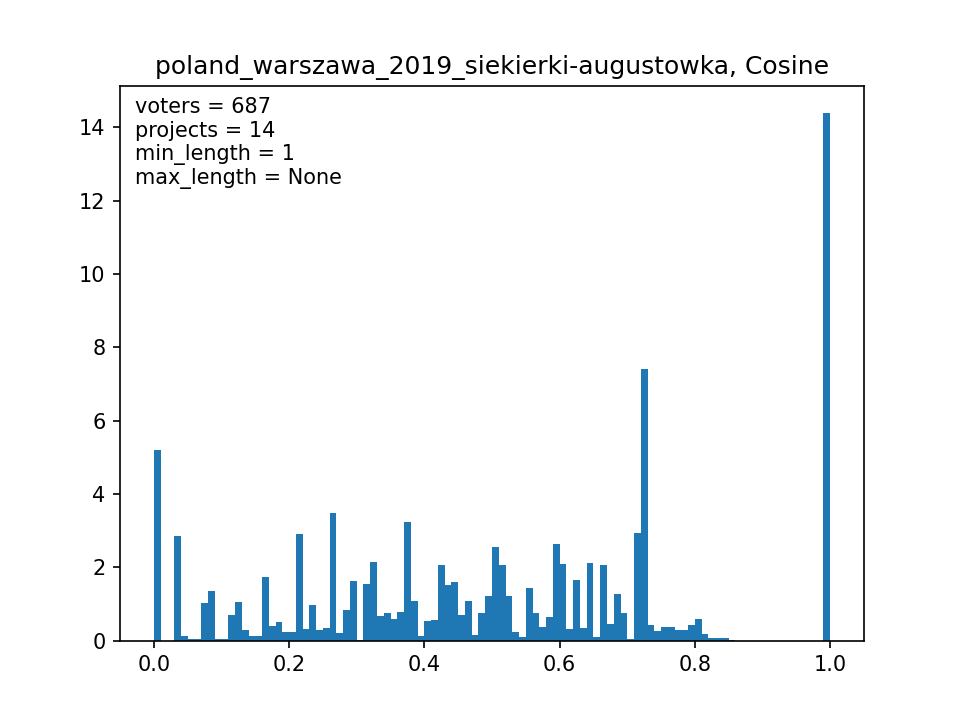 poland_warszawa_2019_siekierki-augustowka, Cosine
voters = 687
projects = 14
min_length = 1
max_length = None
14
12
10
8
6
4
2
0
0.0 0.2 0.4 0.6 0.8 1.0